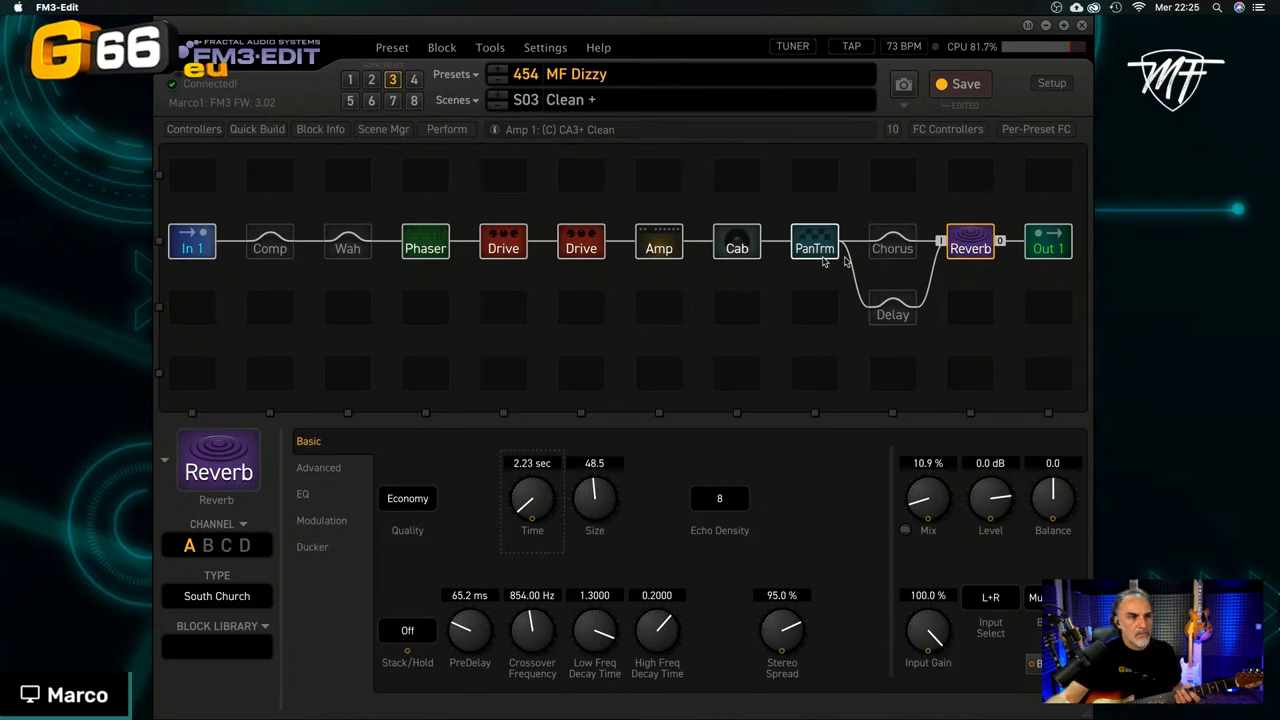 FM3-Edit
Mer 22:25
G66
eu
FRACTAL AUDIO SYSTEMS
FM3·EDIT
Preset Block Tools Settings Help
TUNER TAP 73 BPM CPU 81.7%
Connected!
Marco1: FM3 FW: 3.02
SCENE SELECT
1 2 3 4
5 6 7 8
Presets 454 MF Dizzy
Scenes S03 Clean +
Save
EDITED
Setup
MF
Controllers Quick Build Block Info Scene Mgr Perform
Amp 1: (C) CA3+ Clean
10 FC Controllers Per-Preset FC
In 1 Comp Wah Phaser Drive Drive Amp Cab PanTrm Chorus I Reverb O Out 1
Delay
Reverb
Reverb
CHANNEL
A B C D
TYPE
South Church
BLOCK LIBRARY
Basic
Advanced
EQ
Modulation
Ducker
2.23 sec 48.5 10.9 % 0.0 dB 0.0
Economy 8
Quality Time Size Echo Density Mix Level Balance
65.2 ms 854.00 Hz 1.3000 0.2000 95.0 % 100.0 % L+R Mu
Off
Stack/Hold PreDelay Crossover Frequency Low Freq Decay Time High Freq Decay Time Stereo Spread Input Gain Input Select
B
Marco